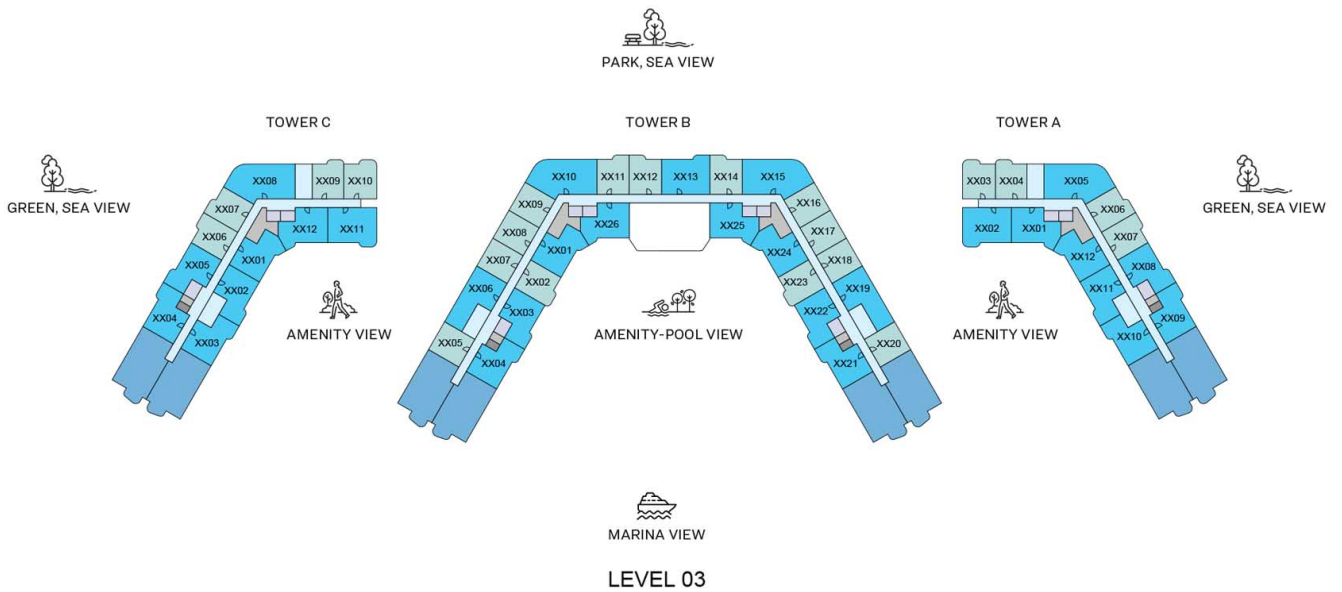 PARK, SEA VIEW
TOWER C
TOWER B
TOWER A
GREEN, SEA VIEW
GREEN, SEA VIEW
XX08
XX09
XX10
XX07
XX06
XX05
XX04
XX01
XX02
XX03
XX12
XX11
XX10
XX11
XX12
XX13
XX14
XX15
XX09
XX08
XX07
XX06
XX05
XX26
XX01
XX02
XX03
XX04
XX25
XX24
XX23
XX22
XX21
XX16
XX17
XX18
XX19
XX20
XX03
XX04
XX05
XX02
XX01
XX06
XX07
XX08
XX09
XX12
XX11
XX10
AMENITY VIEW
AMENITY-POOL VIEW
AMENITY VIEW
MARINA VIEW
LEVEL 03